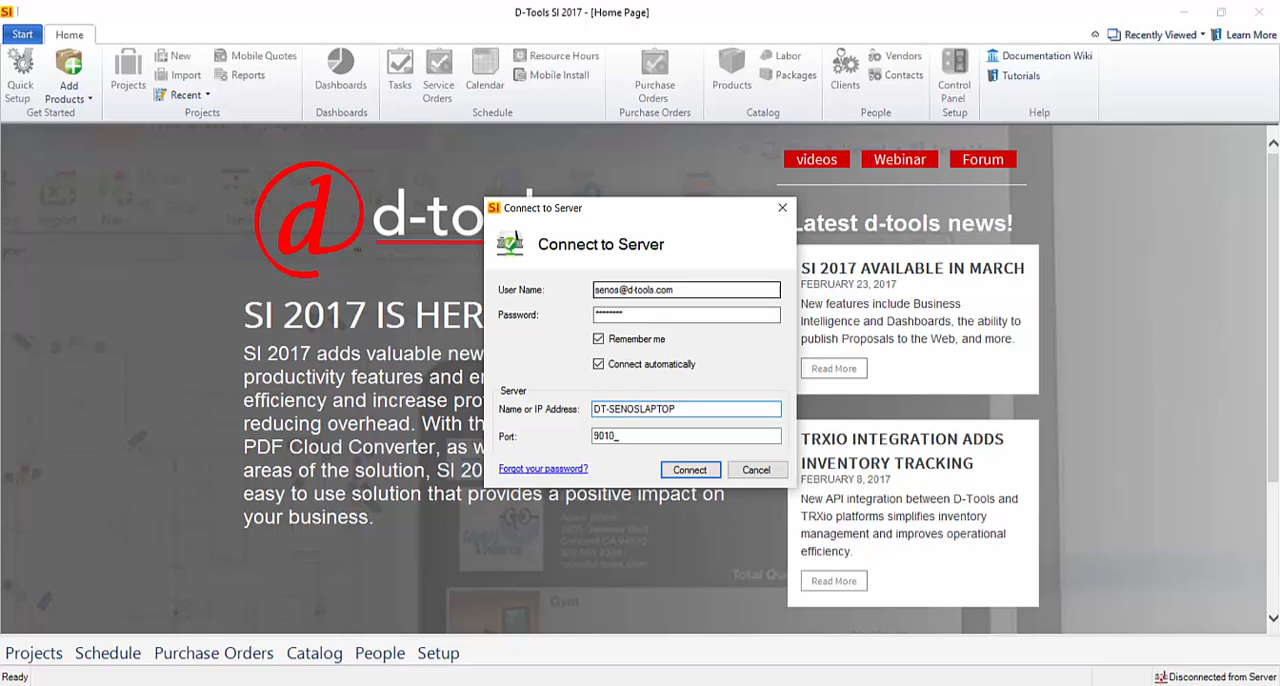 SI
D-Tools SI 2017 - [Home Page]
Start
Home
Recently Viewed
Learn More
Quick Setup
Add Products
Get Started
Projects
New
Import
Recent
Mobile Quotes
Reports
Projects
Dashboards
Dashboards
Tasks
Service Orders
Calendar
Resource Hours
Mobile Install
Schedule
Purchase Orders
Purchase Orders
Products
Labor
Packages
Catalog
Clients
Vendors
Contacts
People
Control Panel
Setup
Documentation Wiki
Tutorials
Help
videos
Webinar
Forum
d-to
SI 2017 IS HER
SI 2017 adds valuable new
productivity features and
efficiency and increase
reducing overhead. With
PDF Cloud Converter, as
areas of the solution, SI 20
easy to use solution that provides a positive impact on
your business.
SI Connect to Server
Connect to Server
User Name:
senos@d-tools.com
Password:
********
Remember me
Connect automatically
Server
Name or IP Address:
DT-SENOSLAPTOP
Port:
9010_
Forgot your password?
Connect
Cancel
Latest d-tools news!
SI 2017 AVAILABLE IN MARCH
FEBRUARY 23, 2017
New features include Business
Intelligence and Dashboards, the ability to
publish Proposals to the Web, and more.
Read More
TRXIO INTEGRATION ADDS
INVENTORY TRACKING
FEBRUARY 8, 2017
New API integration between D-Tools and
TRXio platforms simplifies inventory
management and improves operational
efficiency.
Read More
Gym
Projects
Schedule
Purchase Orders
Catalog
People
Setup
Ready
Disconnected from Server